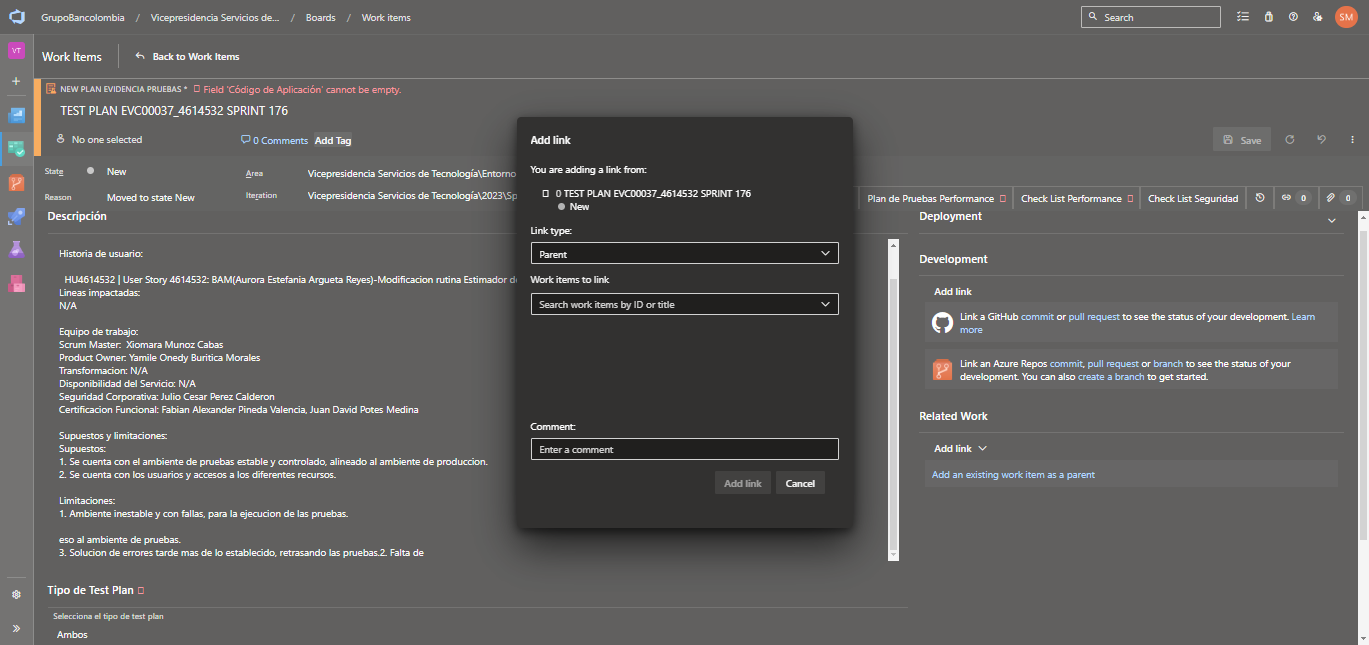 GrupoBancolombia / Vicepresidencia Servicios de... / Boards / Work items
Search
SM
VT
Work Items
Back to Work Items
NEW PLAN EVIDENCIA PRUEBAS * Field 'Código de Aplicación' cannot be empty.
TEST PLAN EVC00037_4614532 SPRINT 176
No one selected
0 Comments
Add Tag
Save
State
New
Area
Vicepresidencia Servicios de Tecnología\Entorno
Reason
Moved to state New
Iteration
Vicepresidencia Servicios de Tecnología\2023\Sp
Plan de Pruebas Performance
Check List Performance
Check List Seguridad
0
0
Descripción
Historia de usuario:
HU4614532 | User Story 4614532: BAM(Aurora Estefania Argueta Reyes)-Modificacion rutina Estimador d
Lineas impactadas:
N/A
Equipo de trabajo:
Scrum Master: Xiomara Munoz Cabas
Product Owner: Yamile Onedy Buritica Morales
Transformacion: N/A
Disponibilidad del Servicio: N/A
Seguridad Corporativa: Julio Cesar Perez Calderon
Certificacion Funcional: Fabian Alexander Pineda Valencia, Juan David Potes Medina
Supuestos y limitaciones:
Supuestos:
1. Se cuenta con el ambiente de pruebas estable y controlado, alineado al ambiente de produccion.
2. Se cuenta con los usuarios y accesos a los diferentes recursos.
Limitaciones:
1. Ambiente inestable y con fallas, para la ejecucion de las pruebas.
eso al ambiente de pruebas.
3. Solucion de errores tarde mas de lo establecido, retrasando las pruebas.2. Falta de
Tipo de Test Plan
Selecciona el tipo de test plan
Ambos
Add link
You are adding a link from:
0 TEST PLAN EVC00037_4614532 SPRINT 176
New
Link type:
Parent
Work items to link
Search work items by ID or title
Comment:
Enter a comment
Add link
Cancel
Deployment
Development
Add link
Link a GitHub commit or pull request to see the status of your development. Learn
more
Link an Azure Repos commit, pull request or branch to see the status of your
development. You can also create a branch to get started.
Related Work
Add link
Add an existing work item as a parent